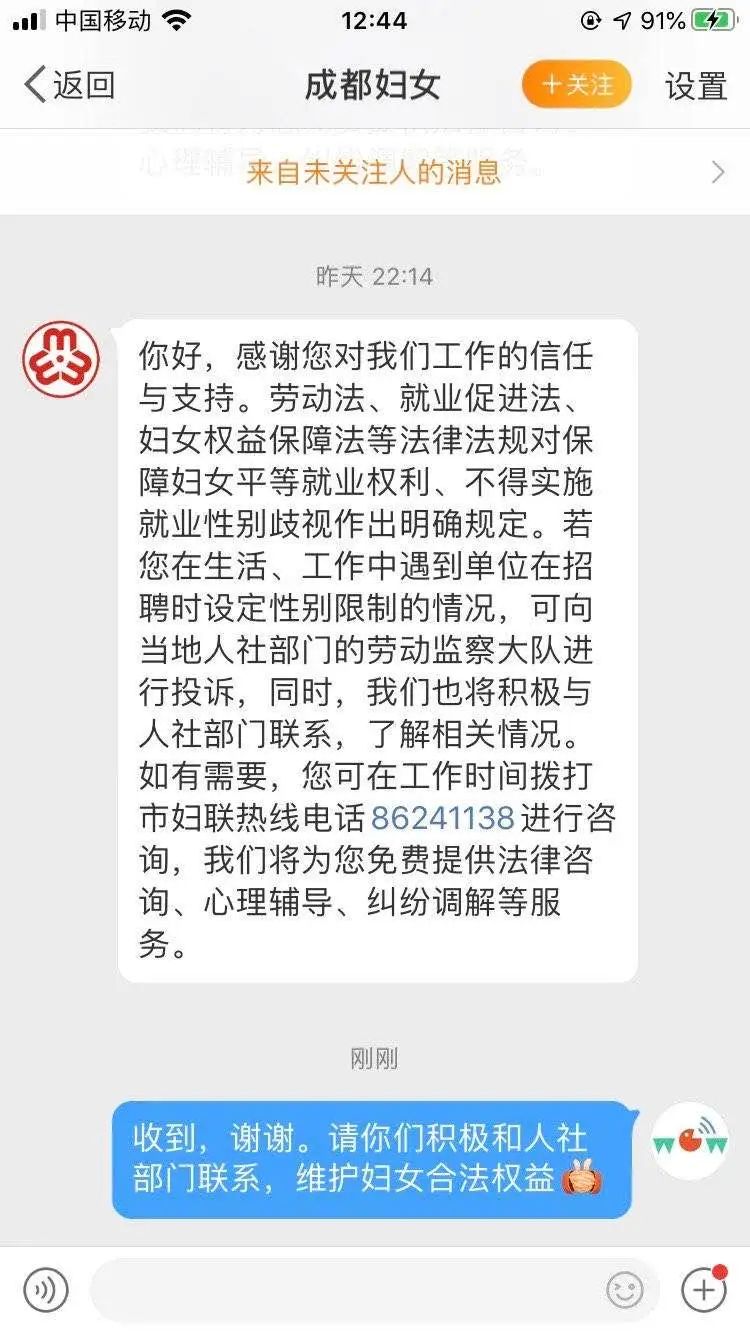 中国移动
12:44
91%
返回
成都妇女
+关注
设置
来自未关注人的消息
昨天 22:14
你好，感谢您对我们工作的信任
与支持。劳动法、就业促进法、
妇女权益保障法等法律法规对保
障妇女平等就业权利、不得实施
就业性别歧视作出明确规定。若
您在生活、工作中遇到单位在招
聘时设定性别限制的情况，可向
当地人社部门的劳动监察大队进
行投诉，同时，我们也将积极与
人社部门联系，了解相关情况。
如有需要，您可在工作时间拨打
市妇联热线电话86241138进行咨
询，我们将为您免费提供法律咨
询、心理辅导、纠纷调解等服
务。
刚刚
收到，谢谢。请你们积极和人社
部门联系，维护妇女合法权益
W W